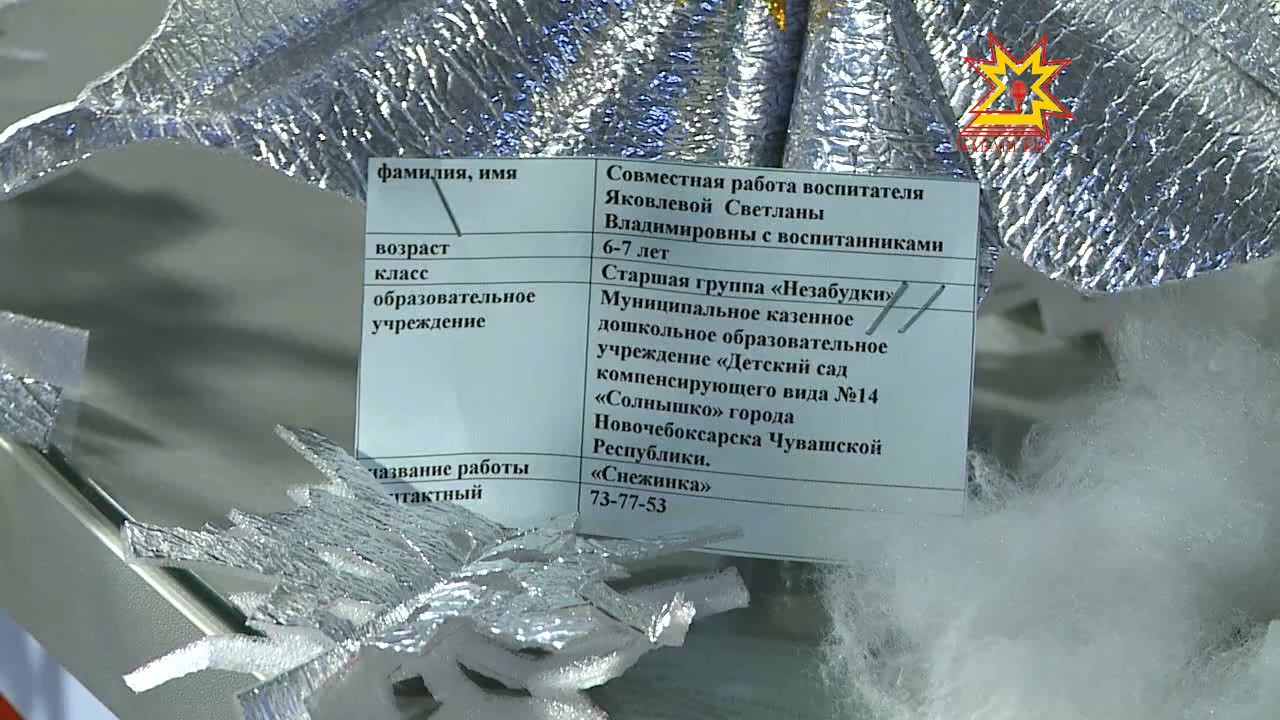 фамилия, имя
Совместная работа воспитателя
Яковлевой Светланы
Владимировны с воспитанниками
возраст
6-7 лет
класс
Старшая группа «Незабудки»
образовательное
учреждение
Муниципальное казенное
дошкольное образовательное
учреждение «Детский сад
компенсирующего вида №14
«Солнышко» города
Новочебоксарска Чувашской
Республики.
название работы
«Снежинка»
73-77-53